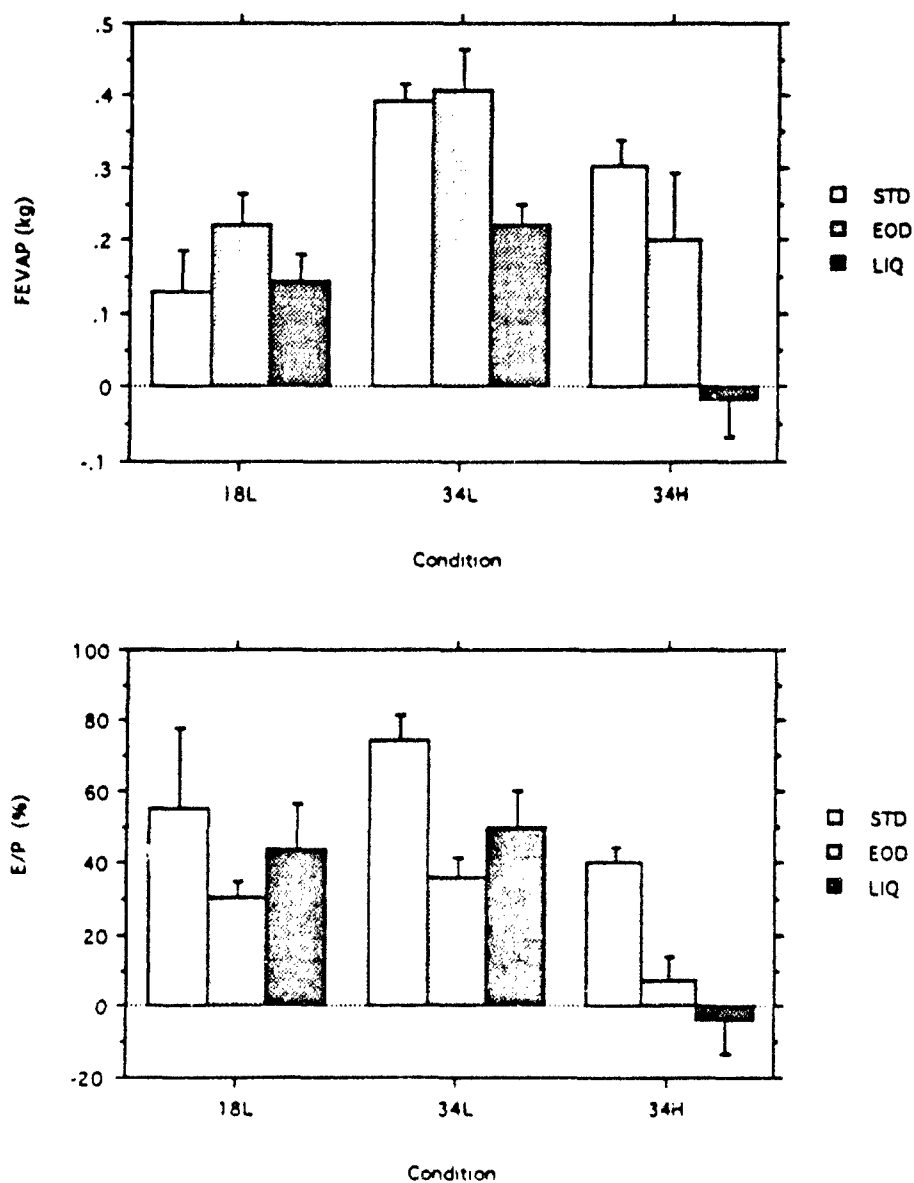 .5
.4
.3
.2
.1
0
-.1
FEVAP (kg)
18L
34L
34H
Condition
STD
EOD
LIQ
100
80
60
40
20
0
-20
E/P (%)
18L
34L
34H
Condition
STD
EOD
LIQ